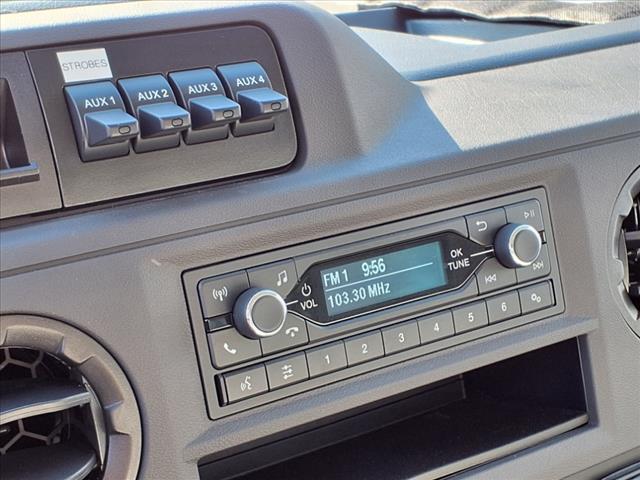 STROBES
AUX 1 AUX 2 AUX 3 AUX 4
FM 1 9:56
103.30 MHz
VOL
OK
TUNE
1 2 3 4 5 6